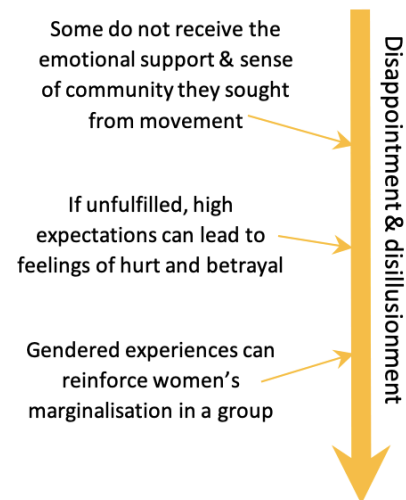 Some do not receive the
emotional support & sense
of community they sought
from movement
If unfulfilled, high
expectations can lead to
feelings of hurt and betrayal
Gendered experiences can
reinforce women’s
marginalisation in a group
Disappointment & disillusionment